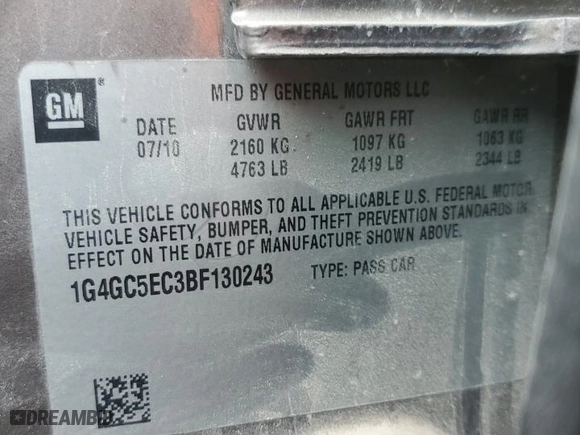 GM ®
MFD BY GENERAL MOTORS LLC
DATE GVWR GAWR FRT GAWR RR
07/10 2160 KG 1097 KG 1063 KG
4763 LB 2419 LB 2344 LB
THIS VEHICLE CONFORMS TO ALL APPLICABLE U.S. FEDERAL MOTOR
VEHICLE SAFETY, BUMPER, AND THEFT PREVENTION STANDARDS IN
EFFECT ON THE DATE OF MANUFACTURE SHOWN ABOVE.
1G4GC5EC3BF130243 TYPE: PASS CAR
DREAMBID